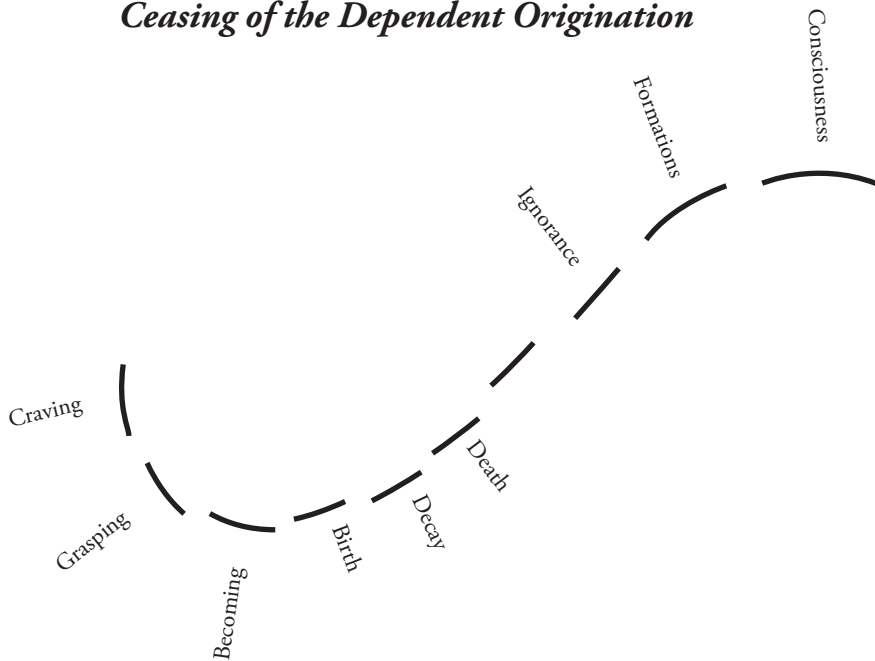 Ceasing of the Dependent Origination
Consciousness
Formations
Ignorance
Craving
Grasping
Becoming
Birth
Decay
Death